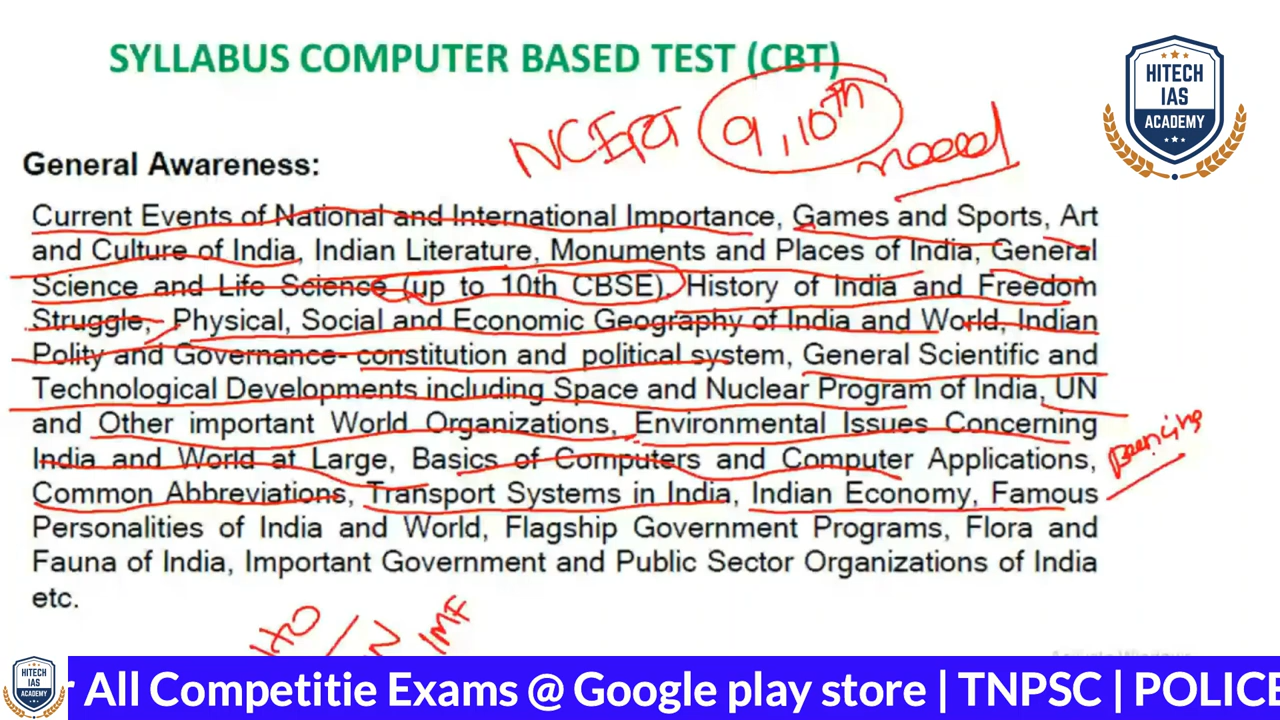 SYLLABUS COMPUTER BASED TEST (CBT)
HITECH
IAS
ACADEMY
NCERT 9, 10th
need
General Awareness:
Current Events of National and International Importance, Games and Sports, Art
and Culture of India, Indian Literature, Monuments and Places of India, General
Science and Life Science (up to 10th CBSE), History of India and Freedom
Struggle, Physical, Social and Economic Geography of India and World, Indian
Polity and Governance- constitution and political system, General Scientific and
Technological Developments including Space and Nuclear Program of India, UN
and Other important World Organizations, Environmental Issues Concerning
India and World at Large, Basics of Computers and Computer Applications,
Common Abbreviations, Transport Systems in India, Indian Economy, Famous
Personalities of India and World, Flagship Government Programs, Flora and
Fauna of India, Important Government and Public Sector Organizations of India
etc.
IMF
HITECH
IAS
ACADEMY
r All Competitie Exams @ Google play store | TNPSC | POLICE